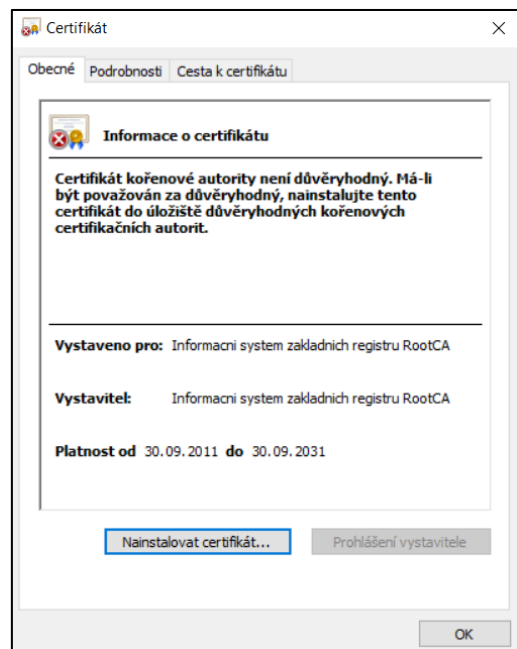 Certifikát
Obecné Podrobnosti Cesta k certifikátu
Informace o certifikátu
Certifikát kořenové autority není důvěryhodný. Má-li
být považován za důvěryhodný, nainstalujte tento
certifikát do úložiště důvěryhodných kořenových
certifikačních autorit.
Vystaveno pro: Informacni system zakladnich registru RootCA
Vystavitel: Informacni system zakladnich registru RootCA
Platnost od 30.09.2011 do 30.09.2031
Nainstalovat certifikát... Prohlášení vystavitele
OK